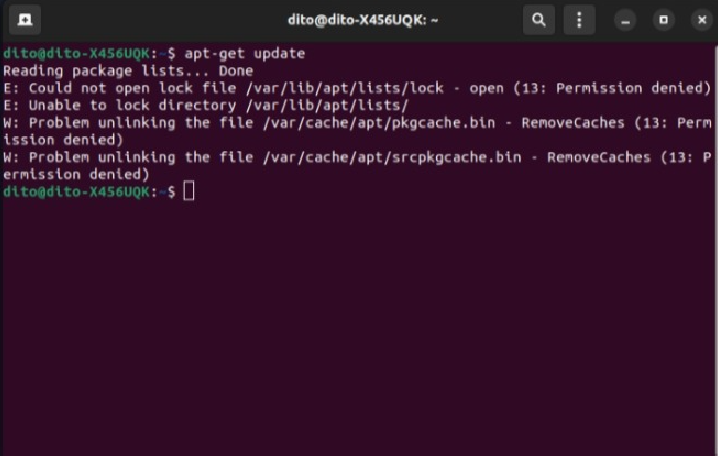 dito@dito-X456UQK: ~
dito@dito-X456UQK:~$ apt-get update
Reading package lists... Done
E: Could not open lock file /var/lib/apt/lists/lock - open (13: Permission denied)
E: Unable to lock directory /var/lib/apt/lists/
W: Problem unlinking the file /var/cache/apt/pkgcache.bin - RemoveCaches (13: Perm
ission denied)
W: Problem unlinking the file /var/cache/apt/srcpkgcache.bin - RemoveCaches (13: P
ermission denied)
dito@dito-X456UQK:~$